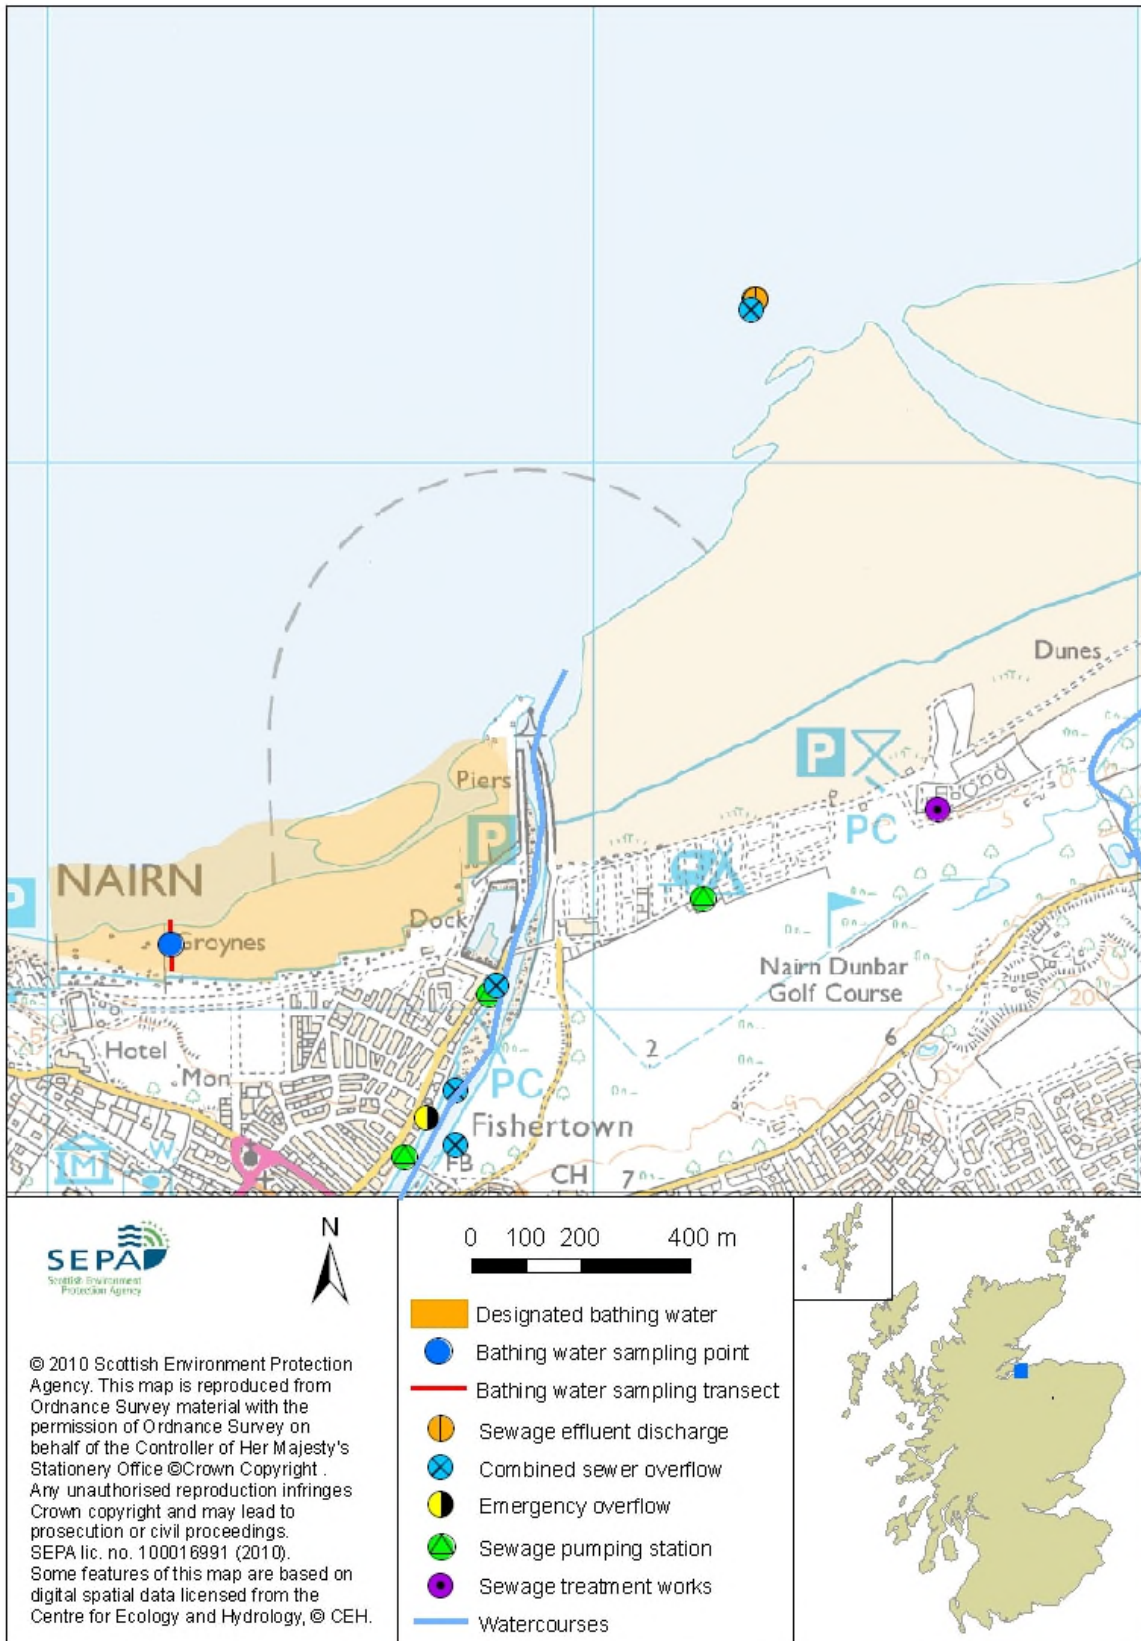 Dunes
P
Piers
P
PC
NAIRN
P
Dock
Groynes
Nairn Dunbar
Golf Course
5
20
5
6
2
Hotel
Mon
PC
Fishertown
FB
M
W
i
CH
7
SEPA
Scottish Environment
Protection Agency
N
© 2010 Scottish Environment Protection
Agency. This map is reproduced from
Ordnance Survey material with the
permission of Ordnance Survey on
behalf of the Controller of Her Majesty's
Stationery Office ©Crown Copyright .
Any unauthorised reproduction infringes
Crown copyright and may lead to
prosecution or civil proceedings.
SEPA lic. no. 100016991 (2010).
Some features of this map are based on
digital spatial data licensed from the
Centre for Ecology and Hydrology, © CEH.
0 100 200 400 m
Designated bathing water
Bathing water sampling point
Bathing water sampling transect
Sewage effluent discharge
Combined sewer overflow
Emergency overflow
Sewage pumping station
Sewage treatment works
Watercourses